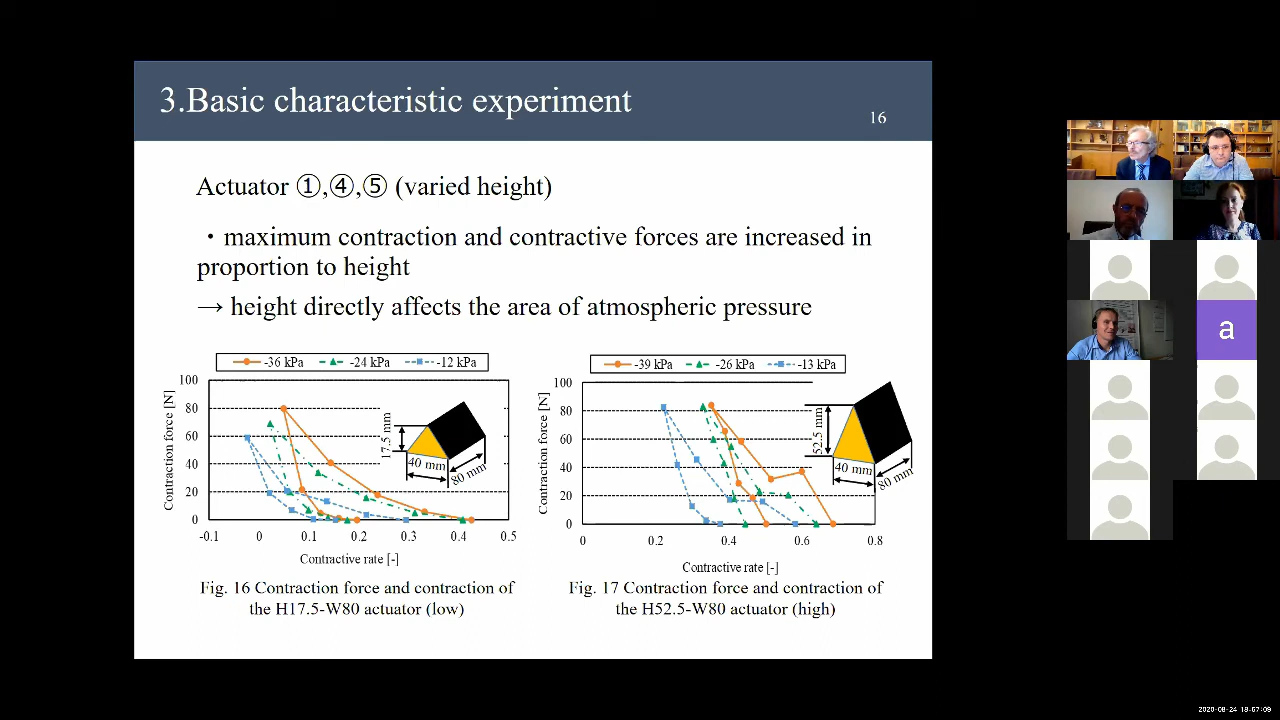 3.Basic characteristic experiment
16
Actuator ①,④,⑤ (varied height)
・maximum contraction and contractive forces are increased in
proportion to height
→ height directly affects the area of atmospheric pressure
-36 kPa -24 kPa -12 kPa
Contraction force [N]
100
80
60
40
20
0
-0.1 0 0.1 0.2 0.3 0.4 0.5
Contractive rate [-]
17.5 mm
40 mm
80 mm
Fig. 16 Contraction force and contraction of
the H17.5-W80 actuator (low)
-39 kPa -26 kPa -13 kPa
Contraction force [N]
100
80
60
40
20
0
0 0.2 0.4 0.6 0.8
Contractive rate [-]
52.5 mm
40 mm
80 mm
Fig. 17 Contraction force and contraction of
the H52.5-W80 actuator (high)
a
2020-08-24 18:57:09